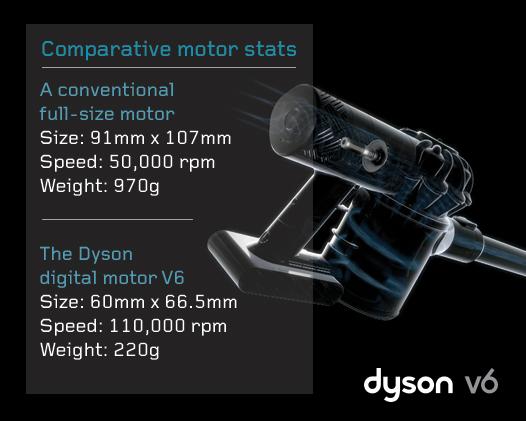 Comparative motor stats
A conventional
full-size motor
Size: 91mm x 107mm
Speed: 50,000 rpm
Weight: 970g
The Dyson
digital motor V6
Size: 60mm x 66.5mm
Speed: 110,000 rpm
Weight: 220g
dyson v6